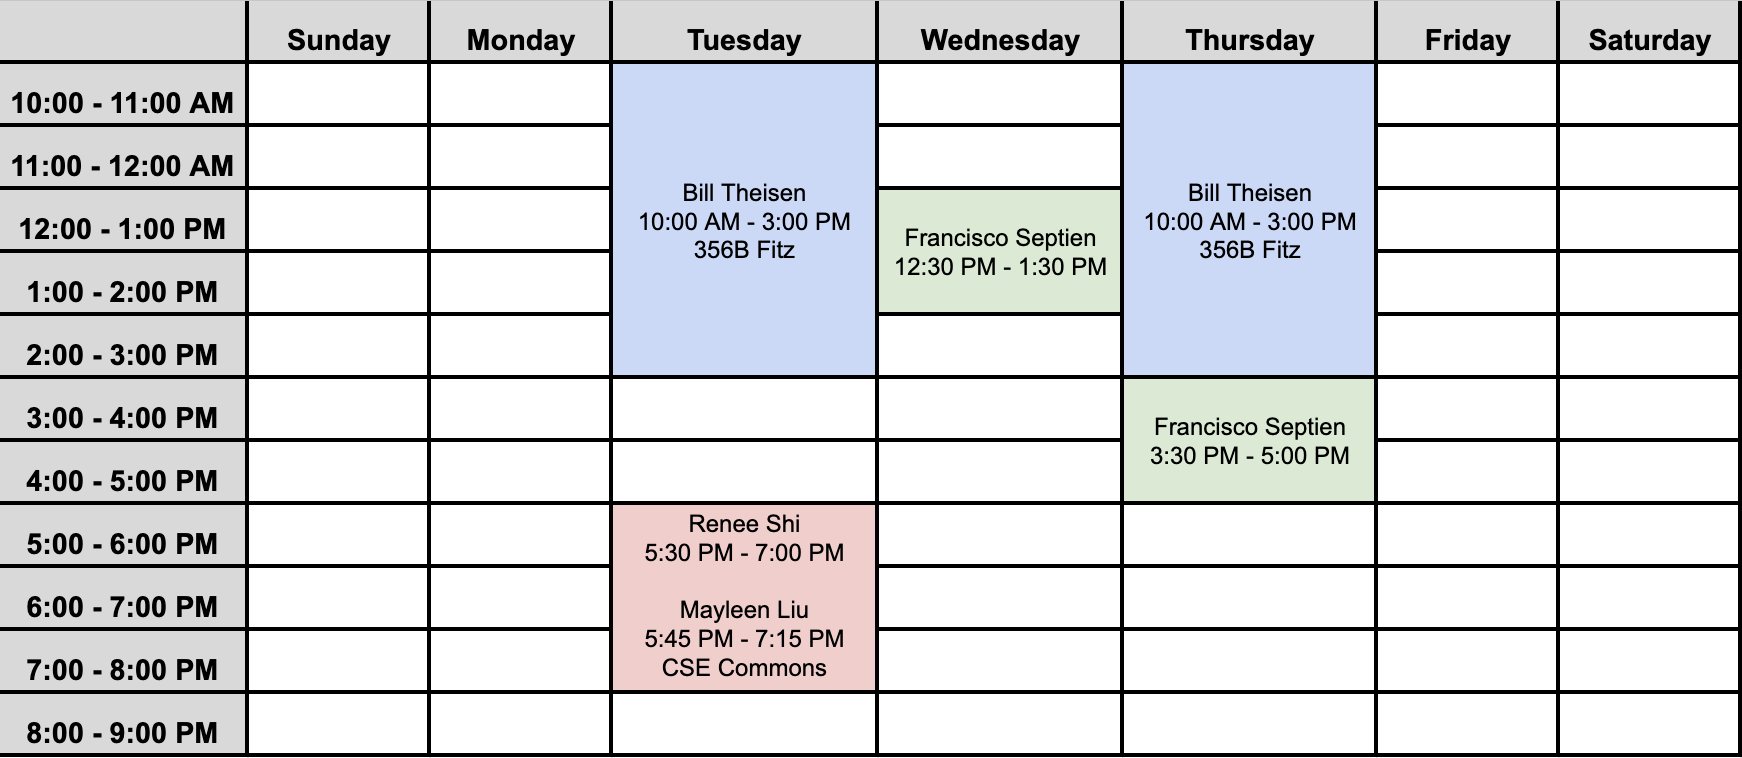 Sunday Monday Tuesday Wednesday Thursday Friday Saturday
10:00 - 11:00 AM
11:00 - 12:00 AM
12:00 - 1:00 PM
1:00 - 2:00 PM
2:00 - 3:00 PM
3:00 - 4:00 PM
4:00 - 5:00 PM
5:00 - 6:00 PM
6:00 - 7:00 PM
7:00 - 8:00 PM
8:00 - 9:00 PM
Bill Theisen
10:00 AM - 3:00 PM
356B Fitz
Renee Shi
5:30 PM - 7:00 PM
Mayleen Liu
5:45 PM - 7:15 PM
CSE Commons
Francisco Septien
12:30 PM - 1:30 PM
Bill Theisen
10:00 AM - 3:00 PM
356B Fitz
Francisco Septien
3:30 PM - 5:00 PM